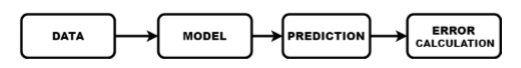 DATA
MODEL
PREDICTION
ERROR
CALCULATION